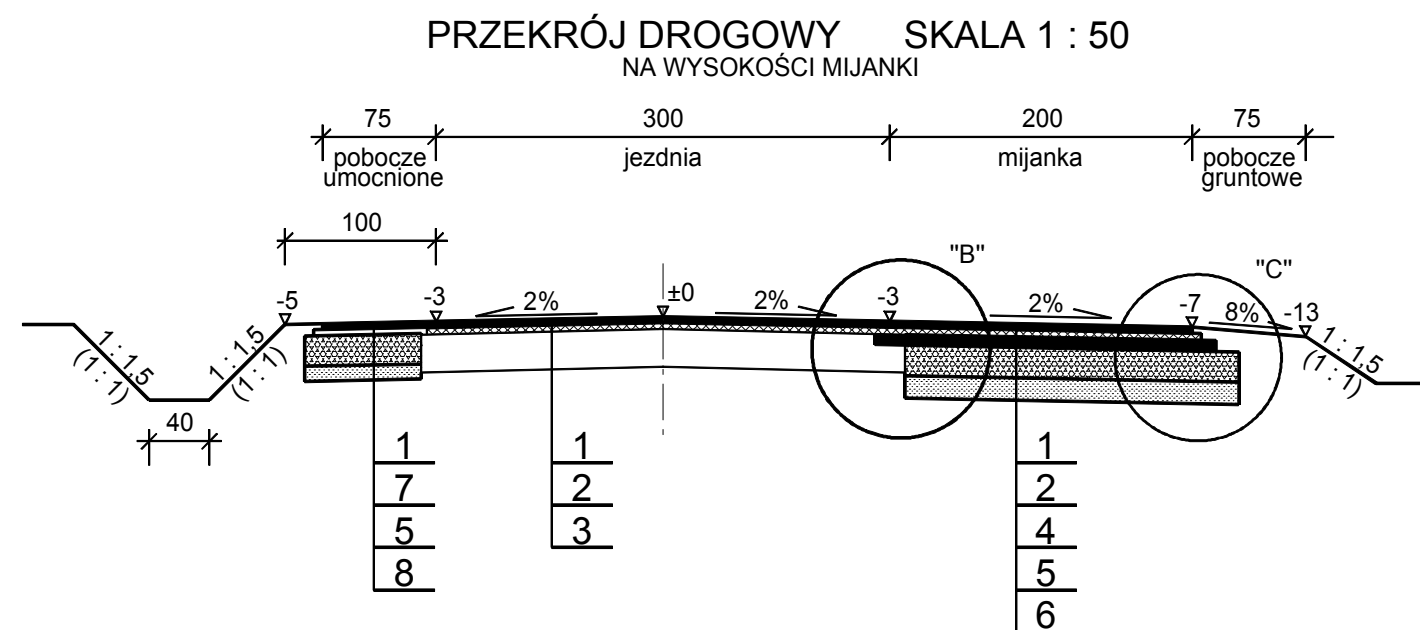 PRZEKRÓJ DROGOWY SKALA 1 : 50
NA WYSOKOŚCI MIJANKI
75 300 200 75
pobocze umocnione
jezdnia
mijanka
pobocze gruntowe
100
"B"
"C"
-5 -3 2% ±0 2% -3 2% -7 8% -13
1 : 1,5
(1 : 1)
1 : 1,5
(1 : 1)
1 : 1,5
(1 : 1)
40
1
7
5
8
1
2
3
1
2
4
5
6